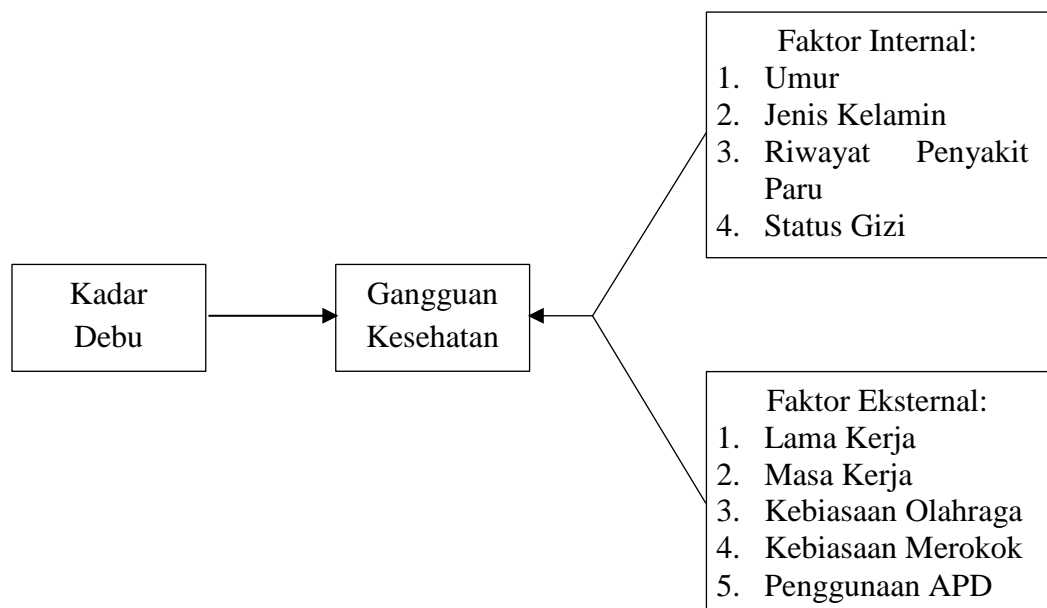 Faktor Internal:
1. Umur
2. Jenis Kelamin
3. Riwayat Penyakit
Paru
4. Status Gizi
Kadar
Debu
Gangguan
Kesehatan
Faktor Eksternal:
1. Lama Kerja
2. Masa Kerja
3. Kebiasaan Olahraga
4. Kebiasaan Merokok
5. Penggunaan APD